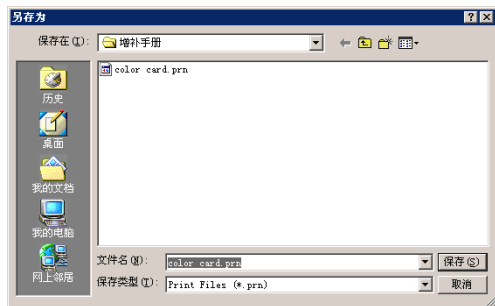 另存为
保存在(I): 增补手册
color card.prn
历史
桌面
我的文档
我的电脑
网上邻居
文件名(N): color card.prn 保存(S)
保存类型(T): Print Files (*.prn) 取消